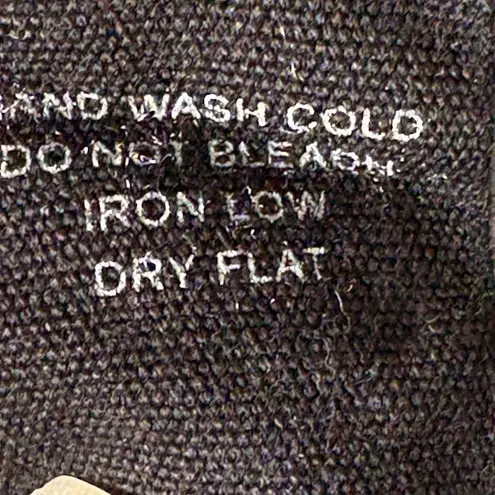 HAND WASH COLD
DO NOT BLEACH
IRON LOW
DRY FLAT